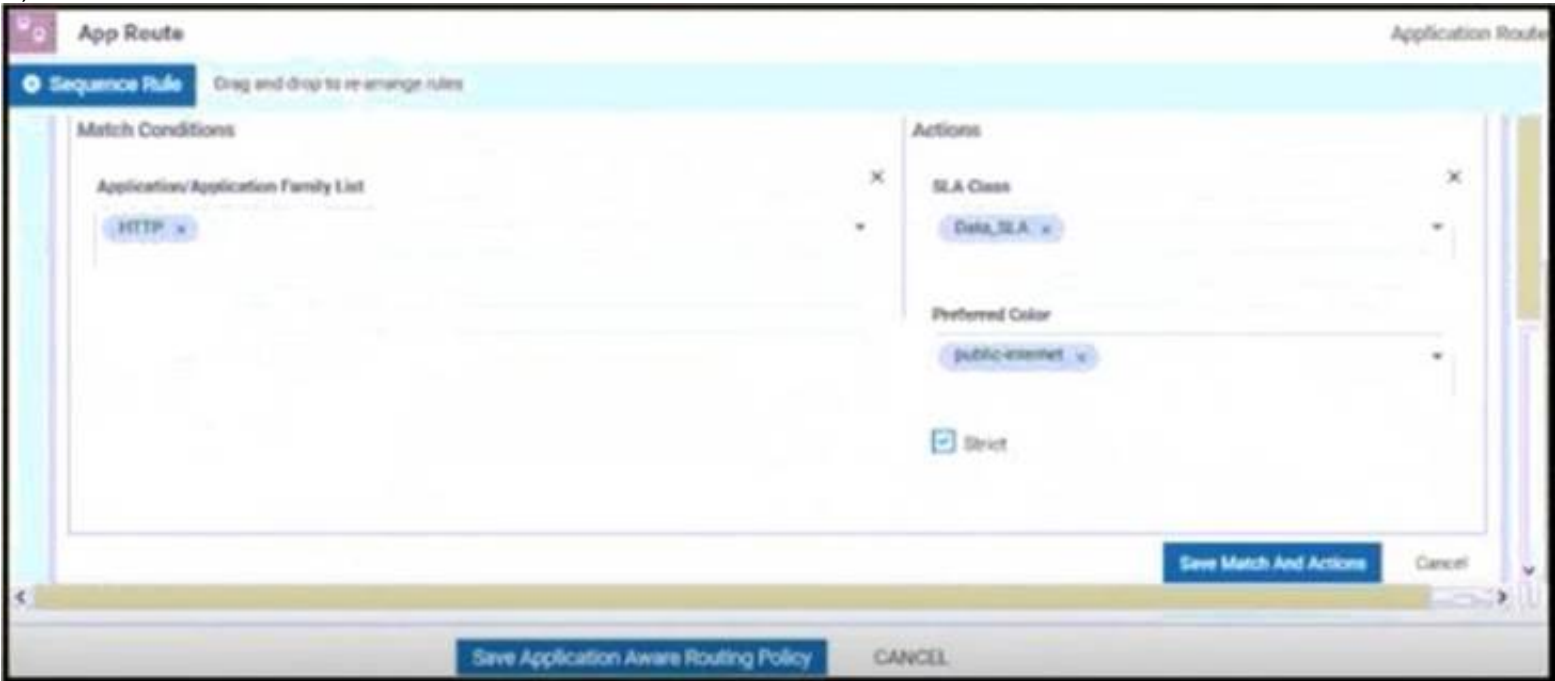 App Route
Application Route
Sequence Rule
Drag and drop to re-arrange rules
Match Conditions
Actions
Application/Application Family List
SLA Class
HTTP
Data_SLA
Preferred Color
public-internet
Strict
Save Match And Actions
Cancel
Save Application Aware Routing Policy
CANCEL